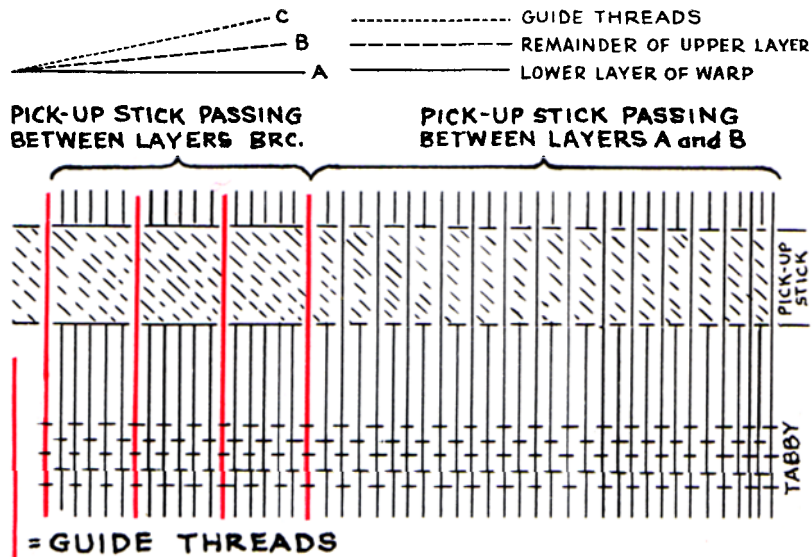 C
B
A
GUIDE THREADS
REMAINDER OF UPPER LAYER
LOWER LAYER OF WARP
PICK-UP STICK PASSING
BETWEEN LAYERS BRC.
PICK-UP STICK PASSING
BETWEEN LAYERS A and B
PICK-UP
STICK
TABBY
= GUIDE THREADS